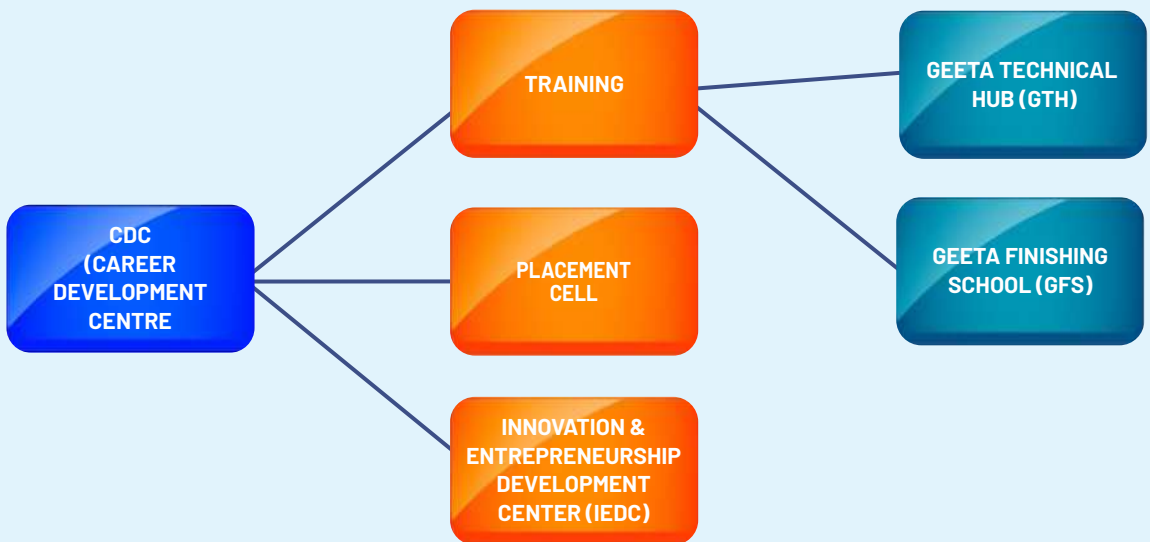 CDC
(CAREER
DEVELOPMENT
CENTRE
TRAINING
PLACEMENT
CELL
INNOVATION &
ENTREPRENEURSHIP
DEVELOPMENT
CENTER (IEDC)
GEETA TECHNICAL
HUB (GTH)
GEETA FINISHING
SCHOOL (GFS)